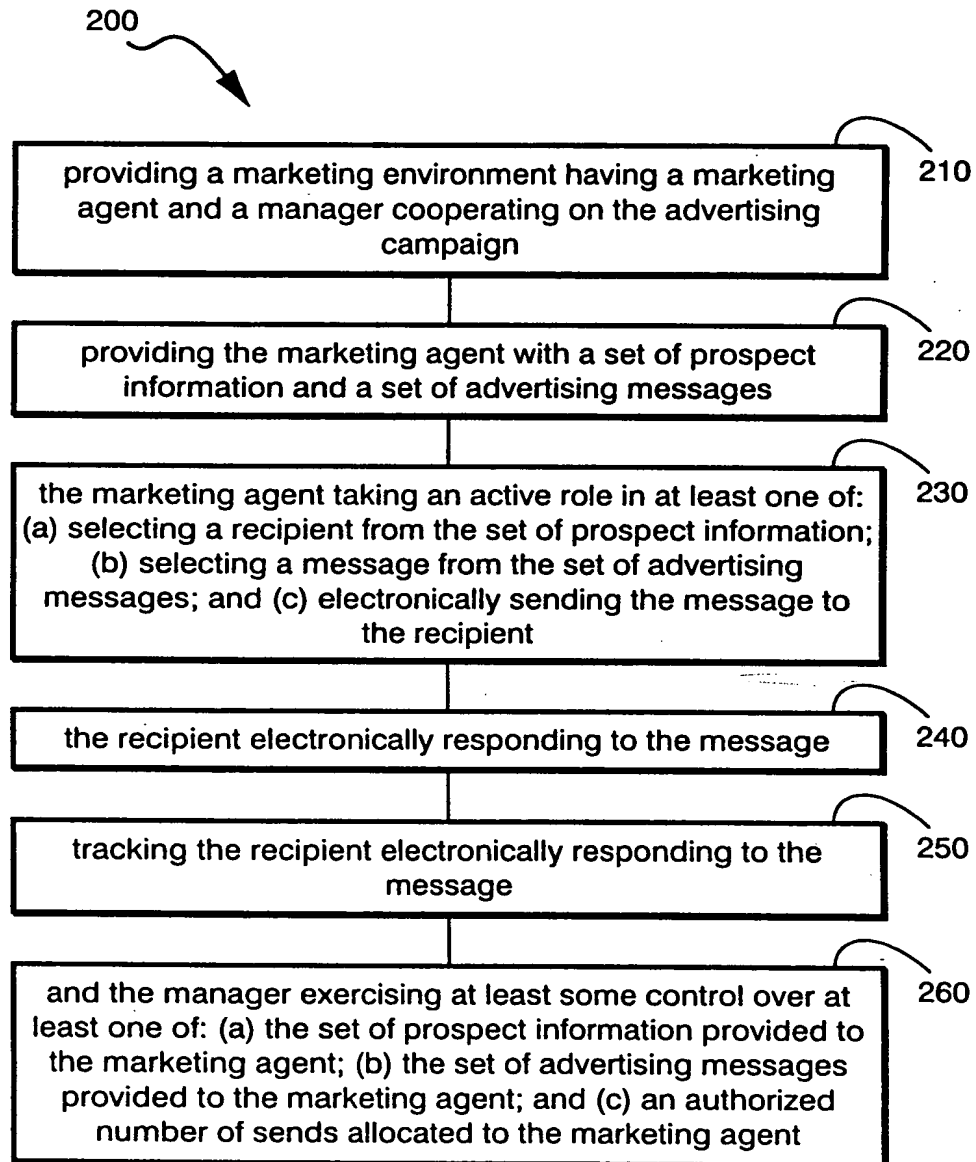 200
providing a marketing environment having a marketing
agent and a manager cooperating on the advertising
campaign
210
providing the marketing agent with a set of prospect
information and a set of advertising messages
220
the marketing agent taking an active role in at least one of:
(a) selecting a recipient from the set of prospect information;
(b) selecting a message from the set of advertising
messages; and (c) electronically sending the message to
the recipient
230
the recipient electronically responding to the message
240
tracking the recipient electronically responding to the
message
250
and the manager exercising at least some control over at
least one of: (a) the set of prospect information provided to
the marketing agent; (b) the set of advertising messages
provided to the marketing agent; and (c) an authorized
number of sends allocated to the marketing agent
260